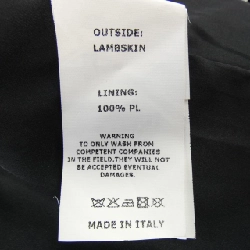 OUTSIDE:
LAMBSKIN
LINING:
100% PL.
WARNING
TO ONLY WASH FROM
COMPETENT COMPANIES
IN THE FIELD.THEY WILL
NOT BE ACCEPTED EVENTUAL
DAMAGES.
MADE IN ITALY